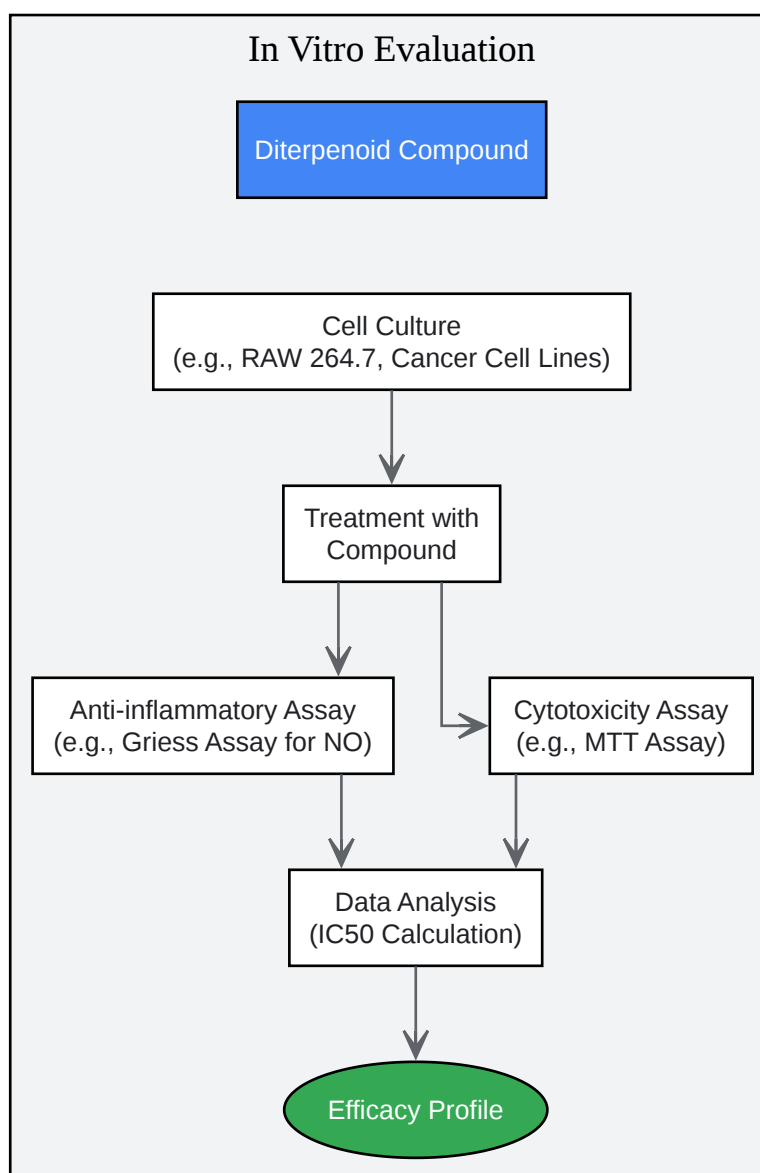 In Vitro Evaluation
Diterpenoid Compound
Cell Culture
(e.g., RAW 264.7, Cancer Cell Lines)
Treatment with
Compound
Anti-inflammatory Assay
(e.g., Griess Assay for NO)
Cytotoxicity Assay
(e.g., MTT Assay)
Data Analysis
(IC50 Calculation)
Efficacy Profile